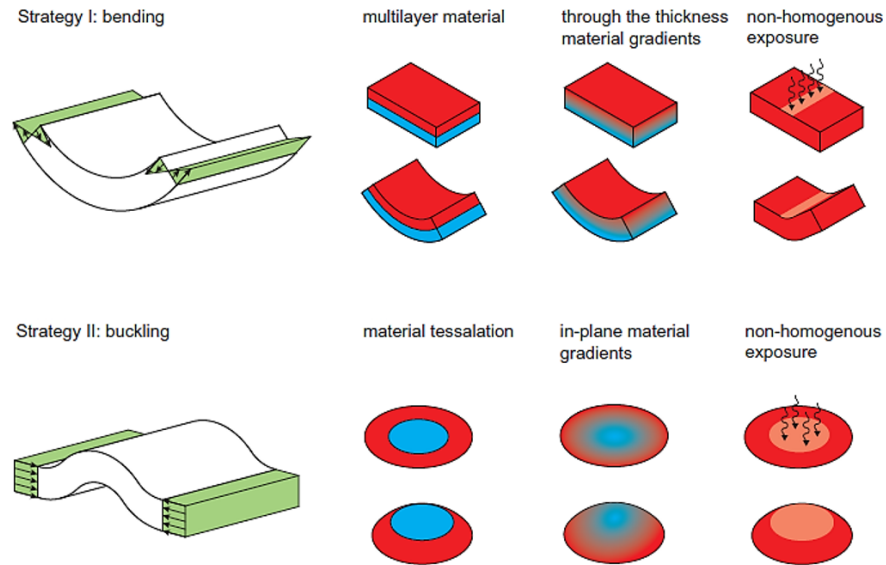 Strategy I: bending
multilayer material
through the thickness
material gradients
non-homogenous
exposure
Strategy II: buckling
material tessalation
in-plane material
gradients
non-homogenous
exposure